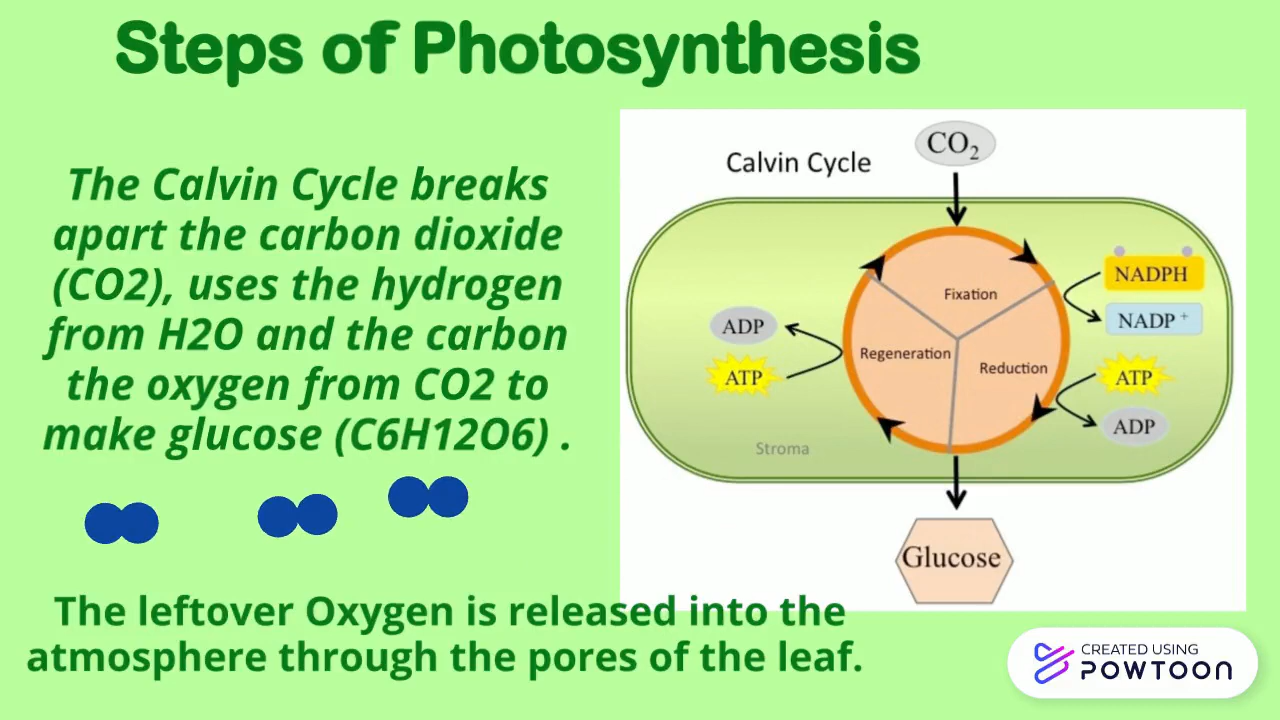 Steps of Photosynthesis
The Calvin Cycle breaks
apart the carbon dioxide
(CO2), uses the hydrogen
from H2O and the carbon
the oxygen from CO2 to
make glucose (C6H12O6) .
Calvin Cycle
CO₂
Fixation
NADPH
NADP⁺
ADP
ATP
Regeneration
Reduction
ATP
ADP
Stroma
Glucose
The leftover Oxygen is released into the
atmosphere through the pores of the leaf.
CREATED USING
POWTOON